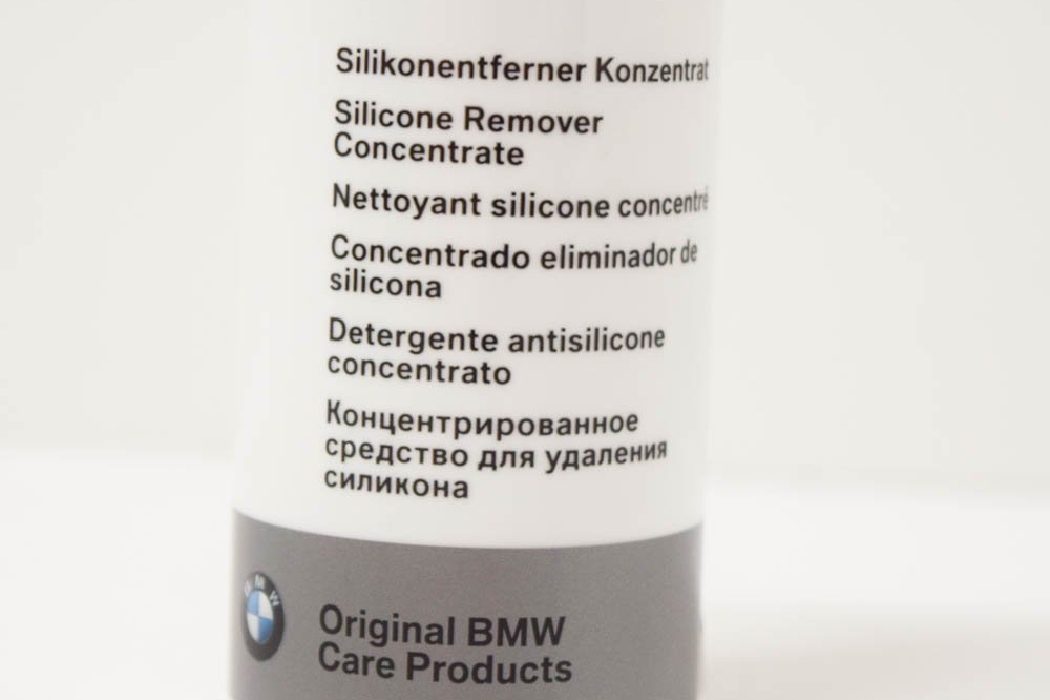 Silikonentferner Konzentrat
Silicone Remover
Concentrate
Nettoyant silicone concentré
Concentrado eliminador de
silicona
Detergente antisilicone
concentrato
Концентрированное
средство для удаления
силикона
BMW
Original BMW
Care Products